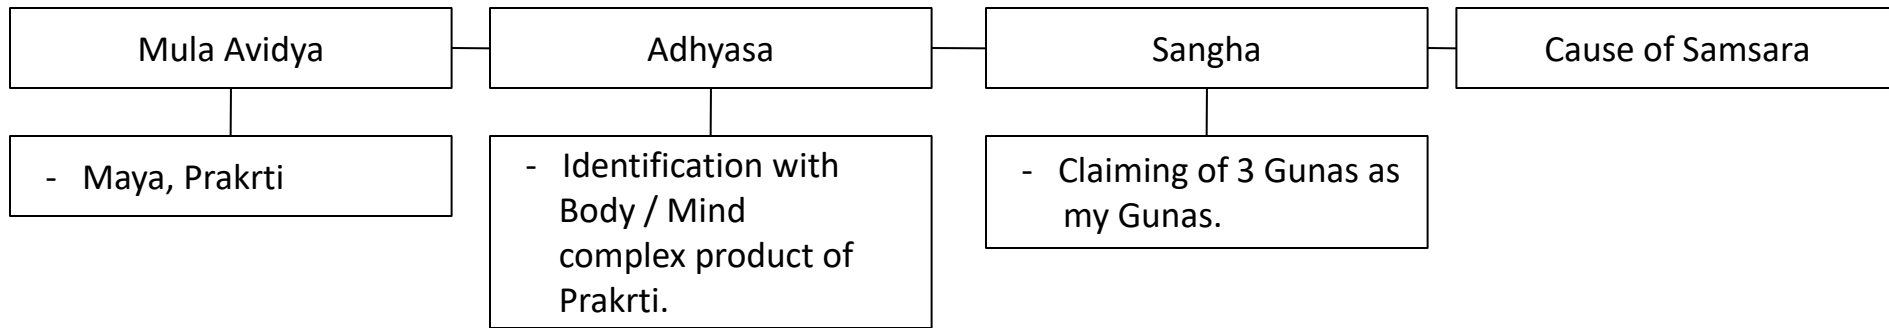 Mula Avidya
Adhyasa
Sangha
Cause of Samsara
- Maya, Prakrti
- Identification with
Body / Mind
complex product of
Prakrti.
- Claiming of 3 Gunas as
my Gunas.